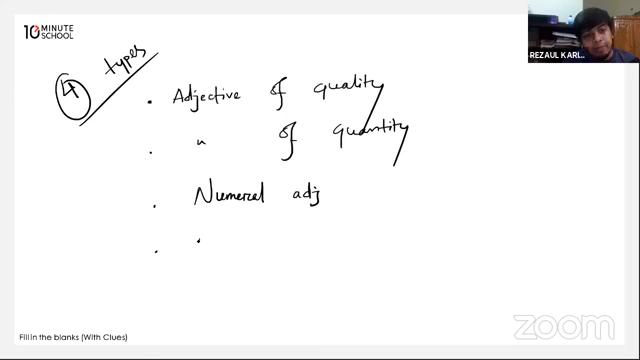 10 MINUTE
SCHOOL
4 types
. Adjective of quality
. " of quantity
. Numeral adj
.
REZAUL KARI...
Fill in the blanks (With Clues)
zoom